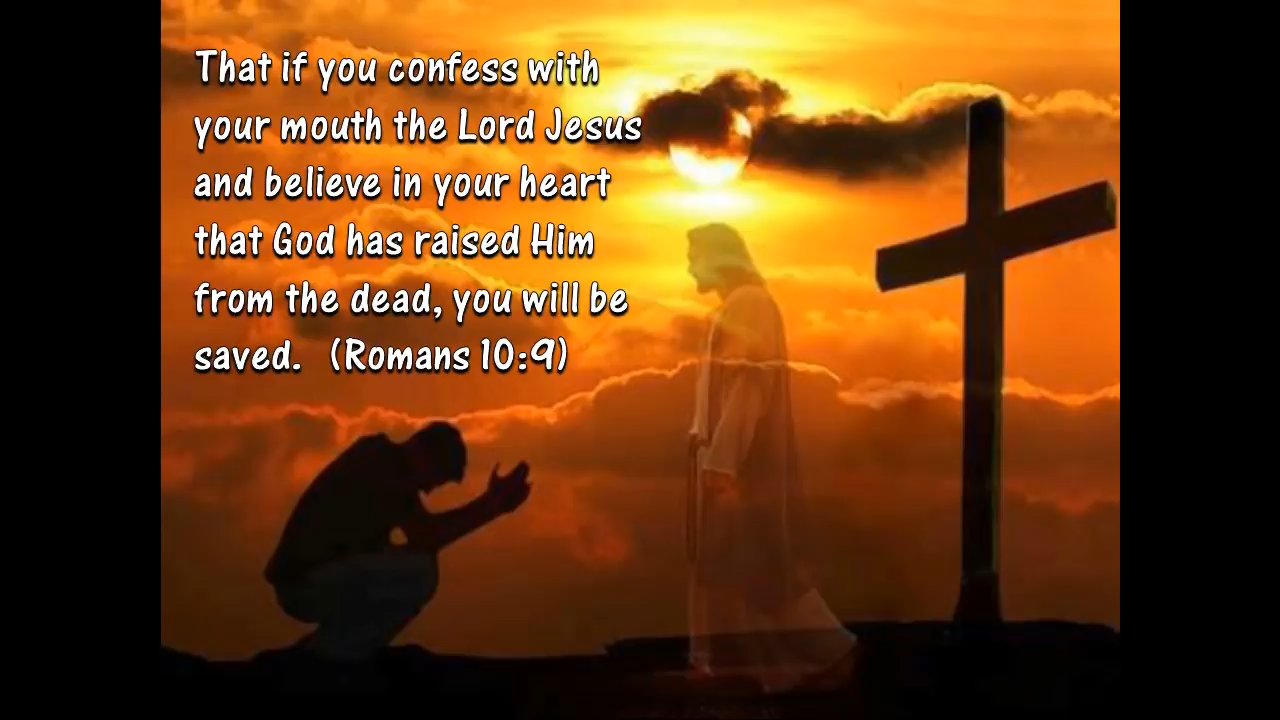 That if you confess with
your mouth the Lord Jesus
and believe in your heart
that God has raised Him
from the dead, you will be
saved. (Romans 10:9)